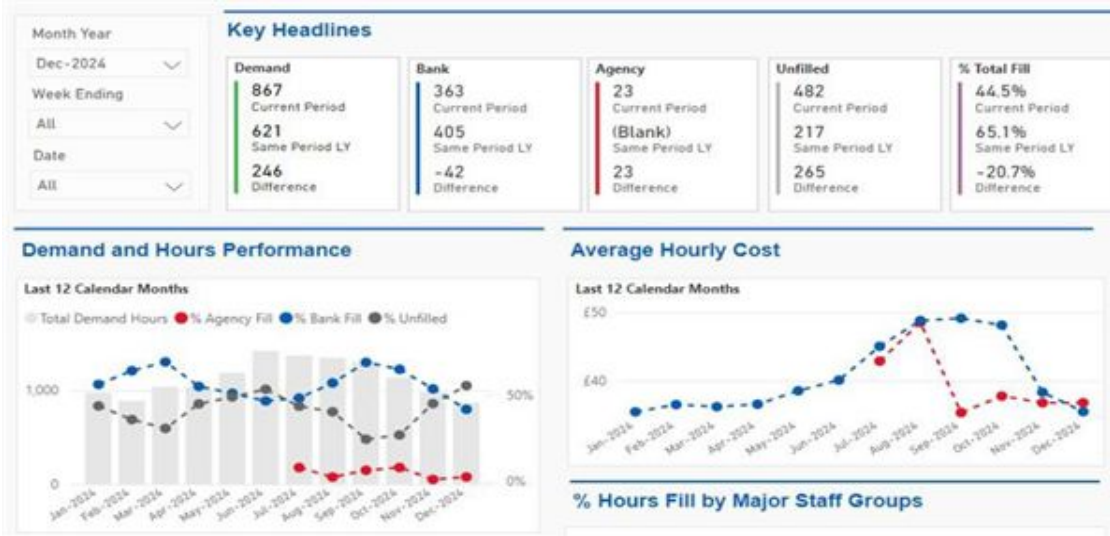 Month Year
Dec-2024
Week Ending
All
Date
All
Key Headlines
Demand
867
Current Period
621
Same Period LY
246
Difference
Bank
363
Current Period
405
Same Period LY
-42
Difference
Agency
23
Current Period
(Blank)
Same Period LY
23
Difference
Unfilled
482
Current Period
217
Same Period LY
265
Difference
% Total Fill
44.5%
Current Period
65.1%
Same Period LY
-20.7%
Difference
Demand and Hours Performance
Last 12 Calendar Months
Total Demand Hours % Agency Fill % Bank Fill % Unfilled
1,000
0
50%
0%
Jan-2024 Feb-2024 Mar-2024 Apr-2024 May-2024 Jun-2024 Jul-2024 Aug-2024 Sep-2024 Oct-2024 Nov-2024 Dec-2024
Average Hourly Cost
Last 12 Calendar Months
£50
£40
Jan-2024 Feb-2024 Mar-2024 Apr-2024 May-2024 Jun-2024 Jul-2024 Aug-2024 Sep-2024 Oct-2024 Nov-2024 Dec-2024
% Hours Fill by Major Staff Groups